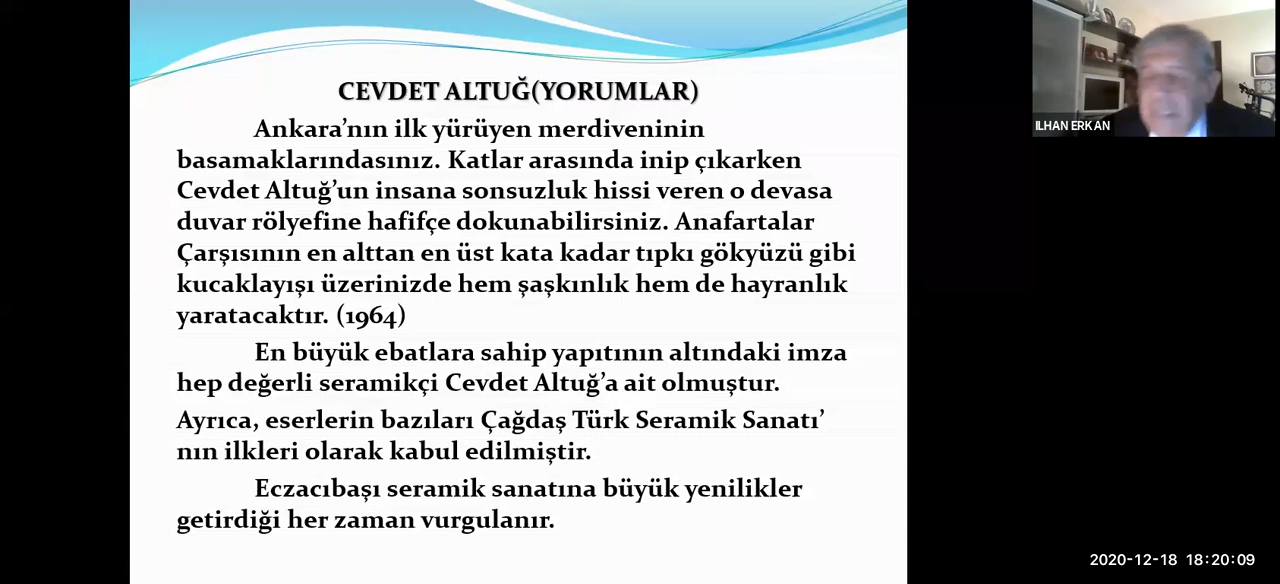 CEVDET ALTUĞ(YORUMLAR)
Ankara’nın ilk yürüyen merdiveninin
basamaklarındasınız. Katlar arasında inip çıkarken
Cevdet Altuğ’un insana sonsuzluk hissi veren o devasa
duvar rölyefine hafifçe dokunabilirsiniz. Anafartalar
Çarşısının en alttan en üst kata kadar tıpkı gökyüzü gibi
kucaklayışı üzerinizde hem şaşkınlık hem de hayranlık
yaratacaktır. (1964)
En büyük ebatlara sahip yapıtının altındaki imza
hep değerli seramikçi Cevdet Altuğ’a ait olmuştur.
Ayrıca, eserlerin bazıları Çağdaş Türk Seramik Sanatı’
nın ilkleri olarak kabul edilmiştir.
Eczacıbaşı seramik sanatına büyük yenilikler
getirdiği her zaman vurgulanır.
ILHAN ERKAN
2020-12-18 18:20:09